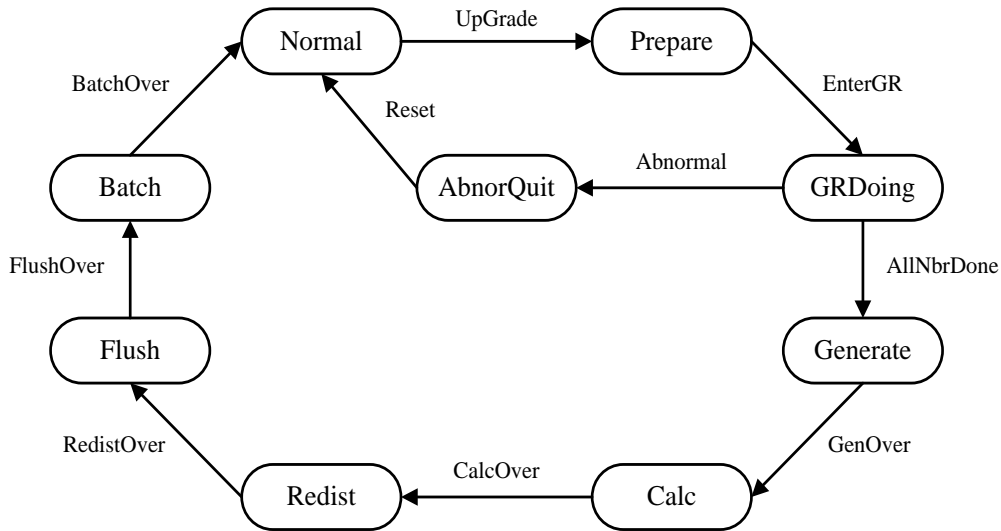 UpGrade
Normal
Prepare
BatchOver
EnterGR
Reset
Abnormal
Batch
AbnorQuit
GRDoing
FlushOver
AllNbrDone
Flush
Generate
RedistOver
GenOver
CalcOver
Redist
Calc